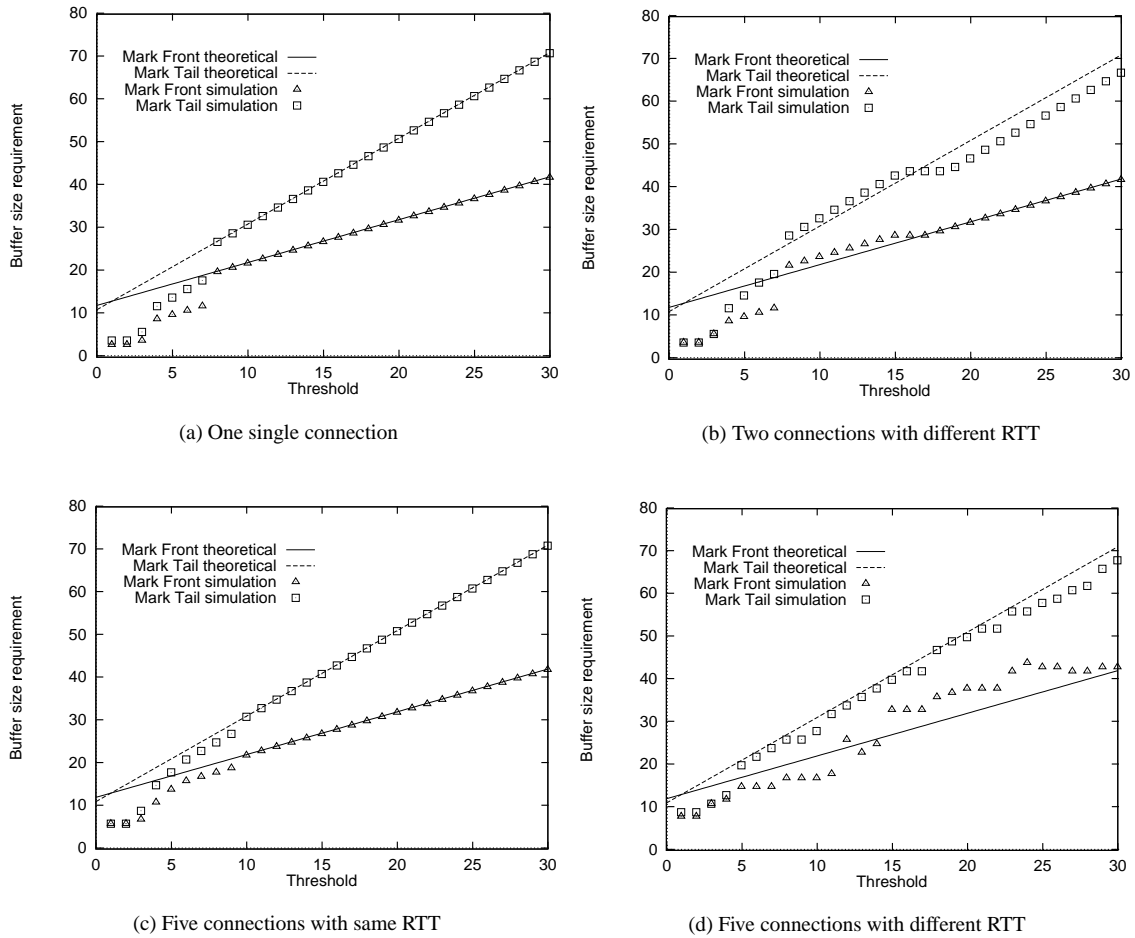 80
70
60
50
40
30
20
10
0
Buffer size requirement
Mark Front theoretical
Mark Tail theoretical
Mark Front simulation
Mark Tail simulation
0 5 10 15 20 25 30
Threshold
(a) One single connection
80
70
60
50
40
30
20
10
0
Buffer size requirement
Mark Front theoretical
Mark Tail theoretical
Mark Front simulation
Mark Tail simulation
0 5 10 15 20 25 30
Threshold
(b) Two connections with different RTT
80
70
60
50
40
30
20
10
0
Buffer size requirement
Mark Front theoretical
Mark Tail theoretical
Mark Front simulation
Mark Tail simulation
0 5 10 15 20 25 30
Threshold
(c) Five connections with same RTT
80
70
60
50
40
30
20
10
0
Buffer size requirement
Mark Front theoretical
Mark Tail theoretical
Mark Front simulation
Mark Tail simulation
0 5 10 15 20 25 30
Threshold
(d) Five connections with different RTT